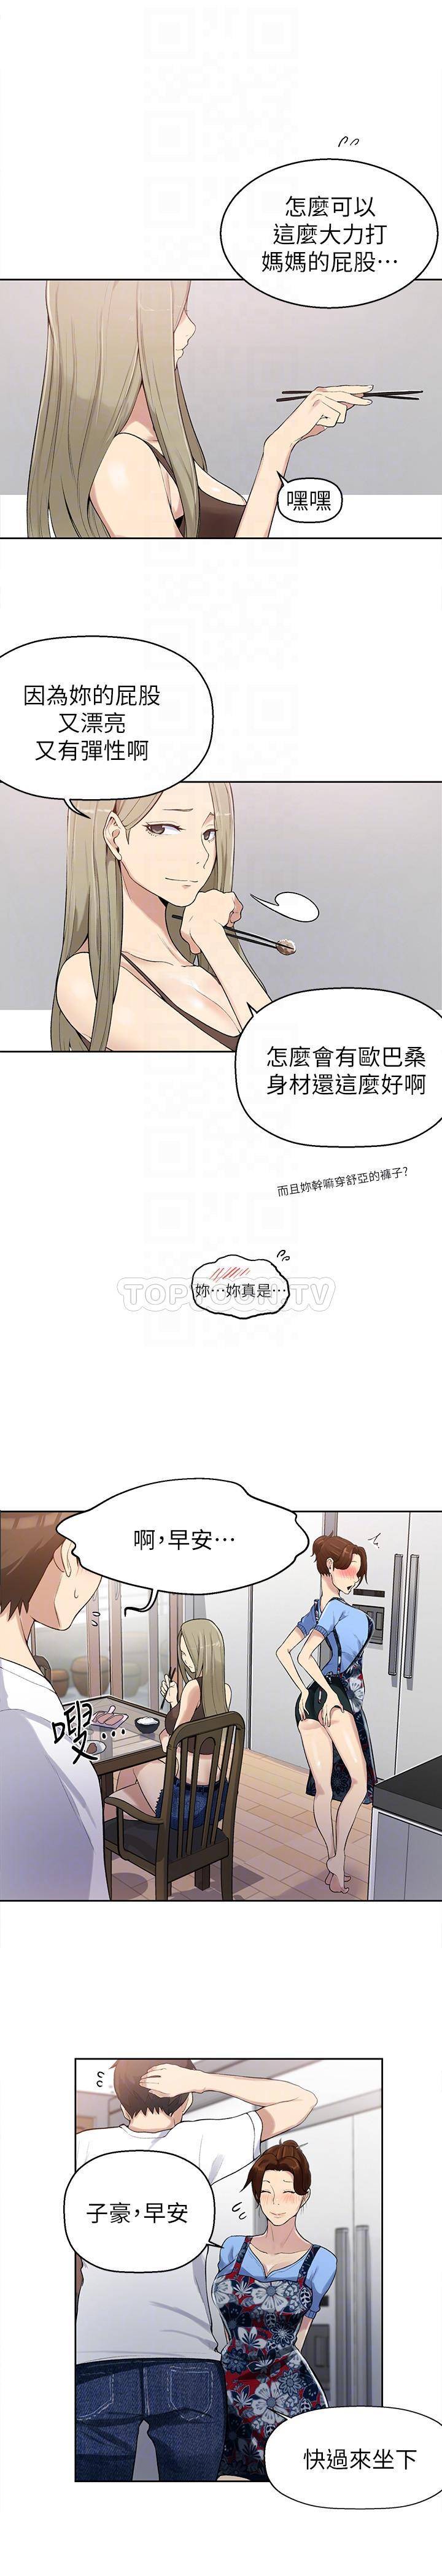 怎麼可以
這麼大力打
媽媽的屁股⋯
嘿嘿
因為妳的屁股
又漂亮
又有彈性啊
怎麼會有歐巴桑
身材還這麼好啊
而且妳幹嘛穿舒亞的褲子?
妳⋯妳真是⋯
TOPTOON.TV
啊,早安⋯
嗖⋯
子豪,早安
快過來坐下